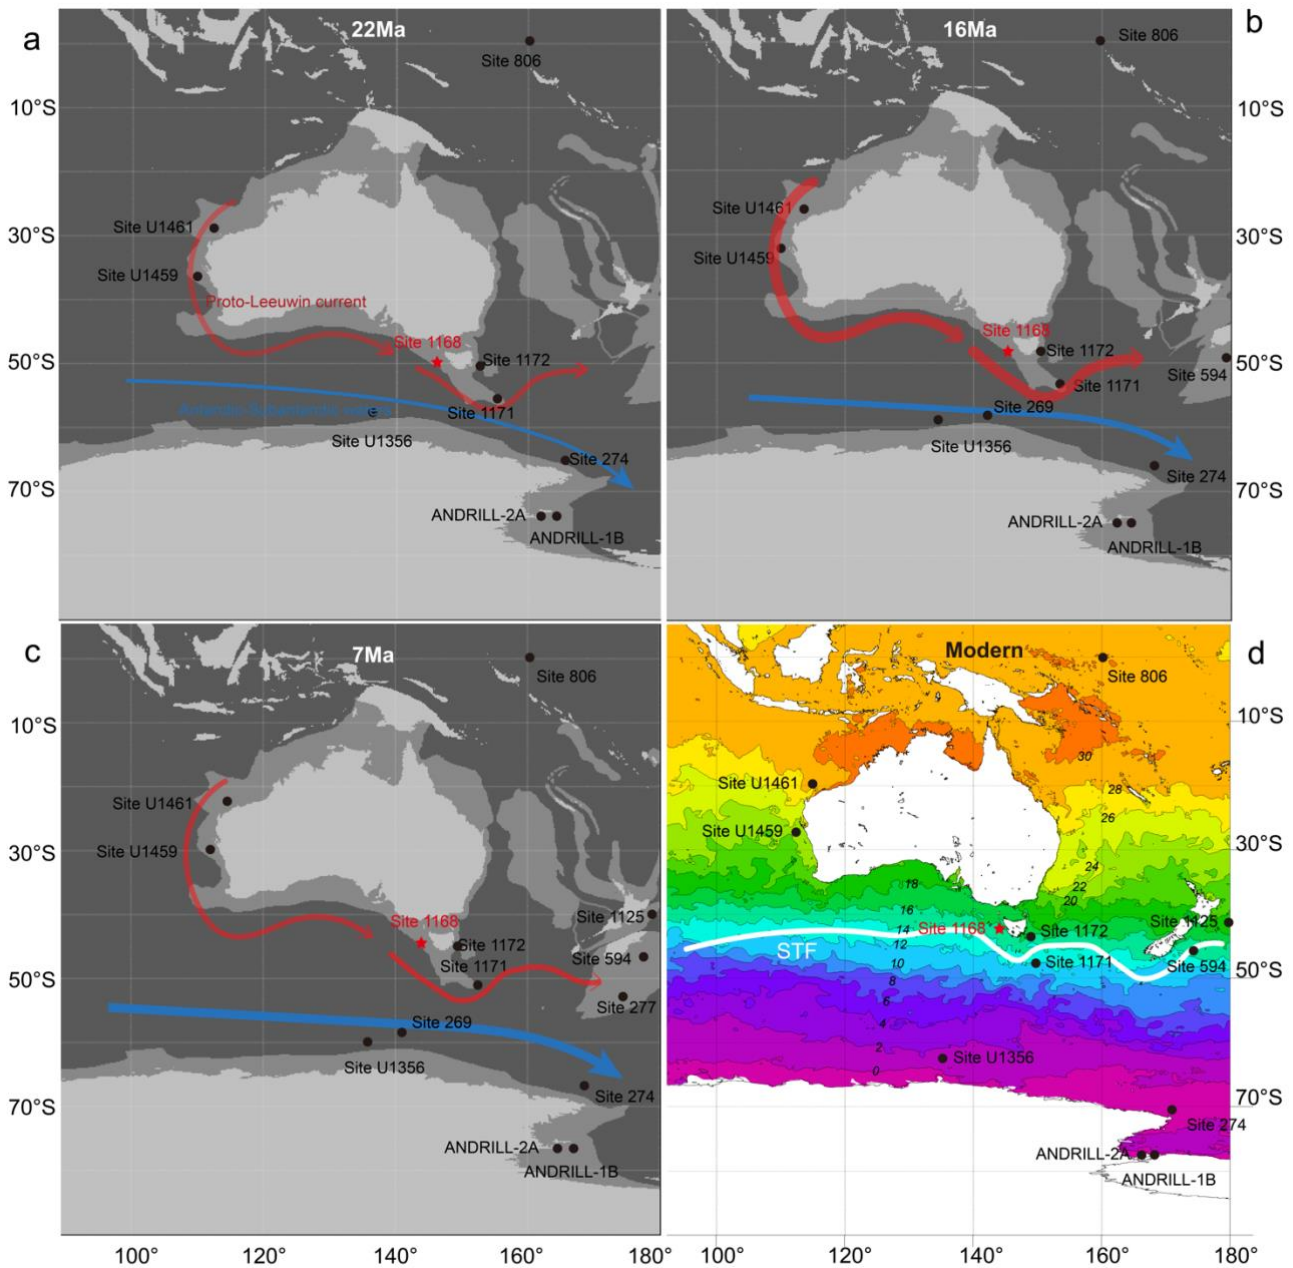 a
22Ma
Site 806
10°S
Site U1461
30°S
Site U1459
Proto-Leeuwin current
Site 1168
50°S
Site 1172
Site 1171
Site U1356
Site 274
70°S
ANDRILL-2A
ANDRILL-1B
b
16Ma
Site 806
10°S
Site U1461
30°S
Site U1459
Site 1168
Site 1172
50°S
Site 594
Site 1171
Site 269
Site U1356
Site 274
70°S
ANDRILL-2A
ANDRILL-1B
c
7Ma
Site 806
10°S
Site U1461
Site U1459
30°S
Site 1168
Site 1125
Site 1172
Site 594
Site 1171
50°S
Site 277
Site 269
Site U1356
Site 274
70°S
ANDRILL-2A
ANDRILL-1B
100°
120°
140°
160°
180°
d
Modern
Site 806
10°S
30
Site U1461
28
26
Site U1459
30°S
24
18
22
20
16
Site 1168
14
Site 1125
Site 1172
STF
12
10
Site 1171
Site 594
50°S
8
6
4
2
Site U1356
0
70°S
Site 274
ANDRILL-2A
ANDRILL-1B
100°
120°
140°
160°
180°